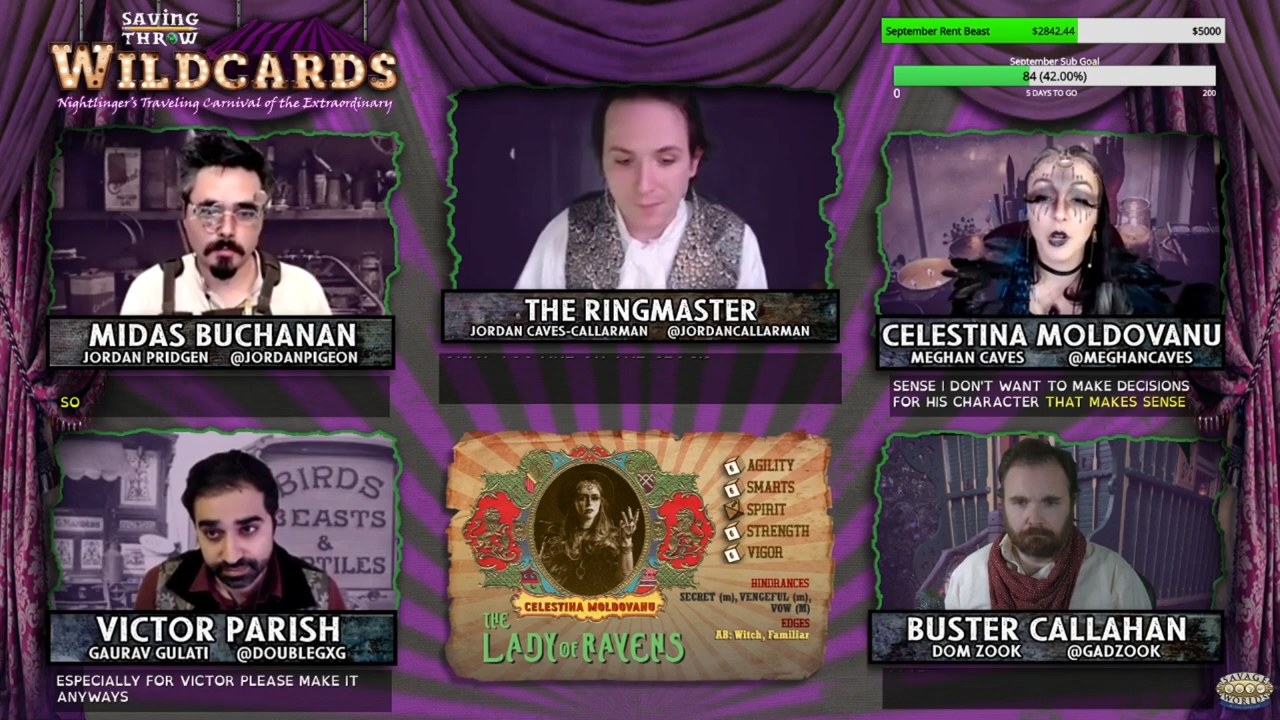 SAVING
THROW
WILDCARDS
Nightlinger's Traveling Carnival of the Extraordinary
September Rent Beast $2842.44 $5000
September Sub Goal
84 (42.00%)
0 5 DAYS TO GO 200
MIDAS BUCHANAN
JORDAN PRIDGEN @JORDANPIGEON
SO
THE RINGMASTER
JORDAN CAVES-CALLARMAN @JORDANCALLARMAN
CELESTINA MOLDOVANU
MEGHAN CAVES @MEGHANCAVES
SENSE I DON'T WANT TO MAKE DECISIONS
FOR HIS CHARACTER THAT MAKES SENSE
BIRDS
BEASTS
&
VICTOR PARISH
GAURAV GULATI @DOUBLEGXG
ESPECIALLY FOR VICTOR PLEASE MAKE IT
ANYWAYS
AGILITY
SMARTS
SPIRIT
STRENGTH
VIGOR
HINDRANCES
SECRET (m), VENGEFUL (m),
VOW (M)
EDGES
AB: Witch, Familiar
CELESTINA MOLDOVANU
THE
LADY OF RAVENS
BUSTER CALLAHAN
DOM ZOOK @GADZOOK
SAVAGE
WORLDS